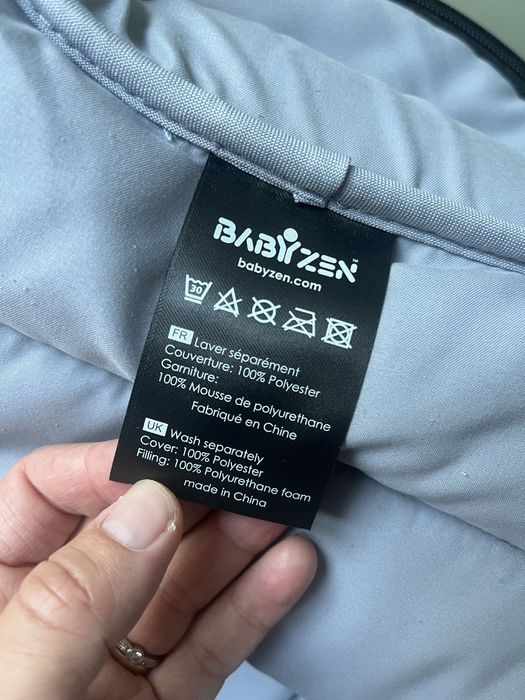 BABYZEN™
babyzen.com
30
FR Laver séparément
Couverture: 100% Polyester
Garniture:
100% Mousse de polyurethane
Fabriqué en Chine
UK Wash separately
Cover: 100% Polyester
Filling: 100% Polyurethane foam
made in China